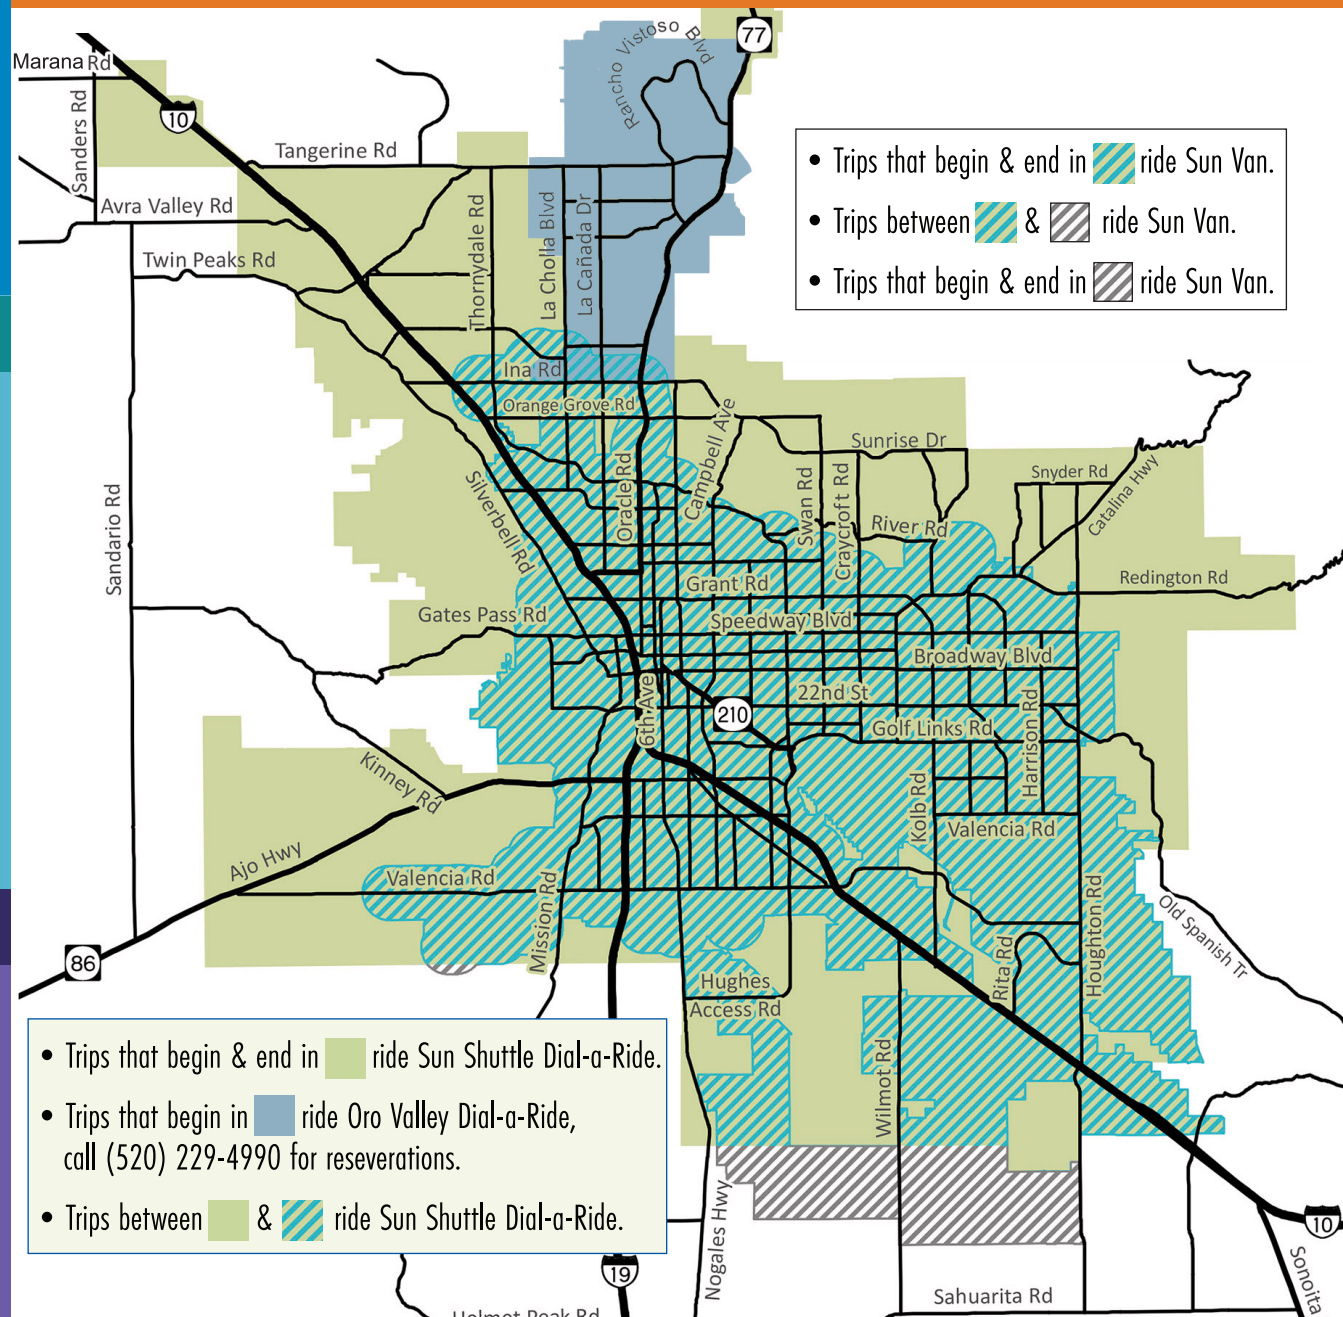 77
Rancho Vistoso Blvd
Marana Rd
10
Sanders Rd
Tangerine Rd
Avra Valley Rd
Twin Peaks Rd
Thornydale Rd
La Cholla Blvd
La Cañada Dr
• Trips that begin & end in ride Sun Van.
• Trips between & ride Sun Van.
• Trips that begin & end in ride Sun Van.
Ina Rd
Orange Grove Rd
Campbell Ave
Sunrise Dr
Snyder Rd
Catalina Hwy
Sandario Rd
Silverbell Rd
Oracle Rd
Swan Rd
Craycroft Rd
River Rd
Grant Rd
Redington Rd
Gates Pass Rd
Speedway Blvd
Broadway Blvd
22nd St
6th Ave
210
Golf Links Rd
Harrison Rd
Kinney Rd
Kolb Rd
Valencia Rd
Ajo Hwy
Valencia Rd
Mission Rd
Houghton Rd
Old Spanish Tr
86
Rita Rd
Hughes
Access Rd
Wilmot Rd
• Trips that begin & end in ride Sun Shuttle Dial-a-Ride.
• Trips that begin in ride Oro Valley Dial-a-Ride,
call (520) 229-4990 for reseverations.
• Trips between & ride Sun Shuttle Dial-a-Ride.
Nogales Hwy
10
19
Sonoita
Sahuarita Rd
Helmet Peak Rd